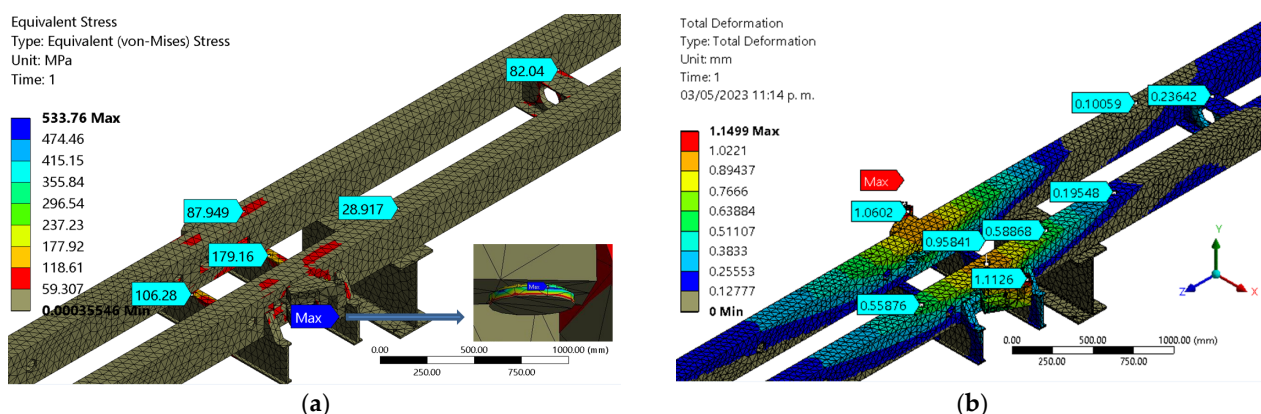 Equivalent Stress
Type: Equivalent (von-Mises) Stress
Unit: MPa
Time: 1
533.76 Max
474.46
415.15
355.84
296.54
237.23
177.92
118.61
59.307
0.00035546 Min
82.04
87.949
28.917
179.16
106.28
Max
Max
0.00
500.00
1000.00 (mm)
250.00
750.00
(a)
Total Deformation
Type: Total Deformation
Unit: mm
Time: 1
03/05/2023 11:14 p. m.
1.1499 Max
1.0221
0.89437
0.7666
0.63884
0.51107
0.3833
0.25553
0.12777
0 Min
0.10059
0.23642
Max
1.0602
0.19548
0.95841
0.58868
1.1126
0.55876
Y
Z
X
0.00
500.00
1000.00 (mm)
250.00
750.00
(b)